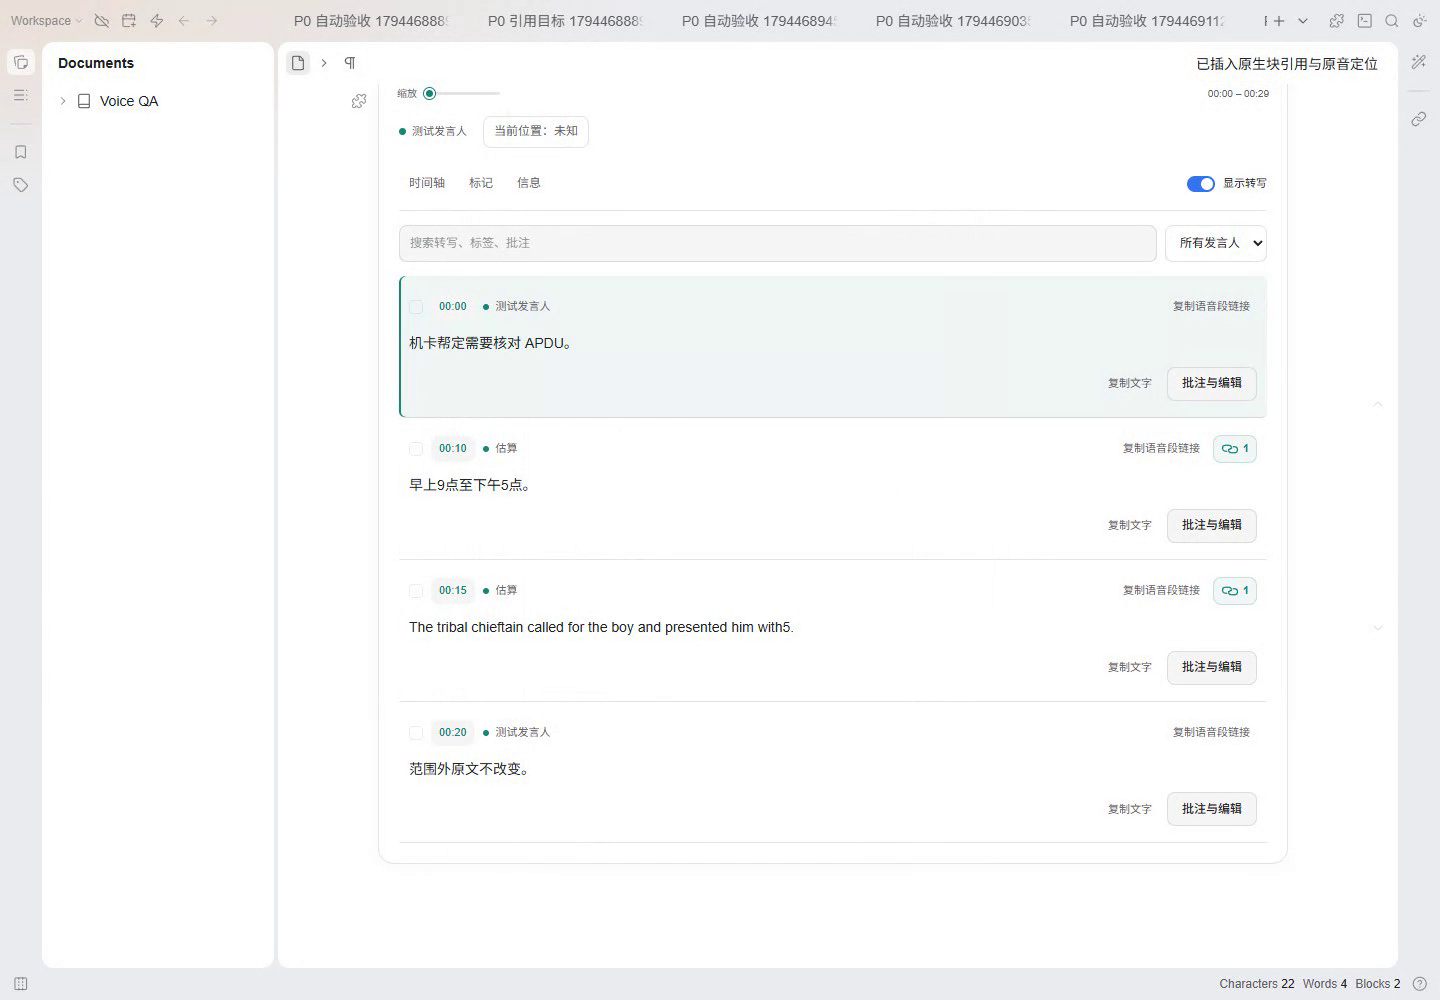 Workspace
P0 自动验收 179446888
P0 引用目标 179446888
P0 自动验收 179446894
P0 自动验收 179446903
P0 自动验收 17944691
Documents
Voice QA
已插入原生块引用与原音定位
缩放
00:00 – 00:29
测试发言人 当前位置：未知
时间轴 标记 信息 显示转写
搜索转写、标签、批注 所有发言人
00:00 测试发言人 复制语音段链接
机卡帮定需要核对 APDU。
复制文字 批注与编辑
00:10 估算 复制语音段链接 1
早上9点至下午5点。
复制文字 批注与编辑
00:15 估算 复制语音段链接 1
The tribal chieftain called for the boy and presented him with5.
复制文字 批注与编辑
00:20 测试发言人 复制语音段链接
范围外原文不改变。
复制文字 批注与编辑
Characters 22 Words 4 Blocks 2